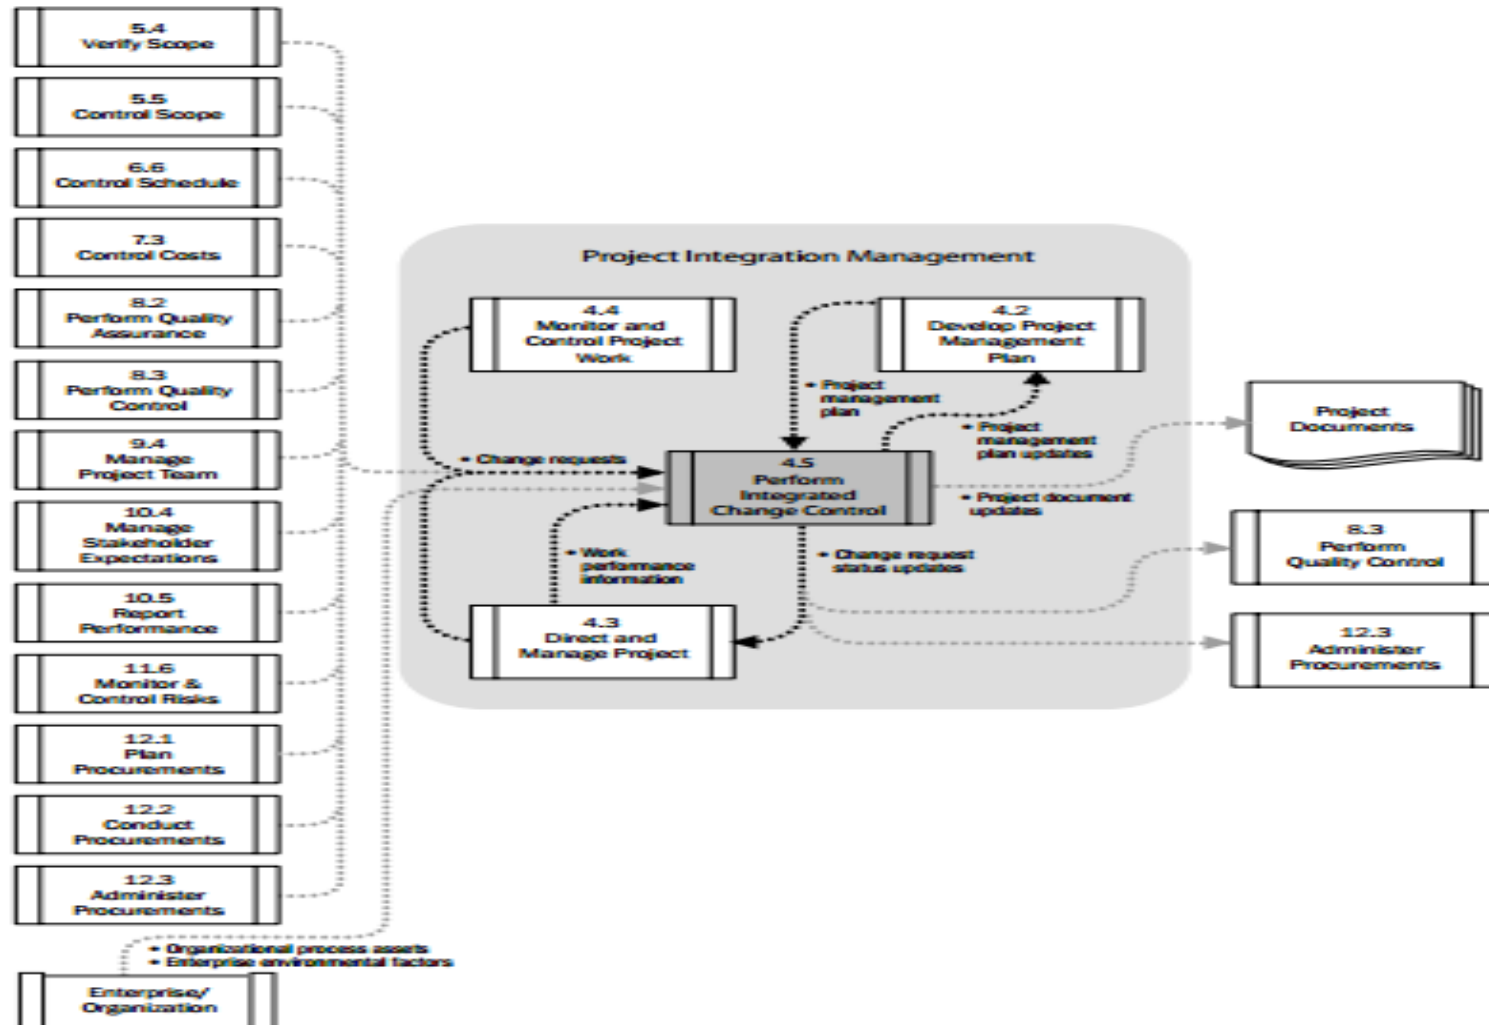 5.4
Verify Scope
5.5
Control Scope
6.6
Control Schedule
7.3
Control Costs
8.2
Perform Quality
Assurance
8.3
Perform Quality
Control
9.4
Manage
Project Team
10.4
Manage
Stakeholder
Expectations
10.5
Report
Performance
11.6
Monitor &
Control Risks
12.1
Plan
Procurements
12.2
Conduct
Procurements
12.3
Administer
Procurements
• Organizational process assets
• Enterprise environmental factors
Enterprise/
Organization
Project Integration Management
4.4
Monitor and
Control Project
Work
4.2
Develop Project
Management
Plan
• Project
management
plan
• Project
management
plan updates
• Change requests
4.5
Perform
Integrated
Change Control
• Project document
updates
• Work
performance
information
• Change request
status updates
4.3
Direct and
Manage Project
Project
Documents
8.3
Perform
Quality Control
12.3
Administer
Procurements